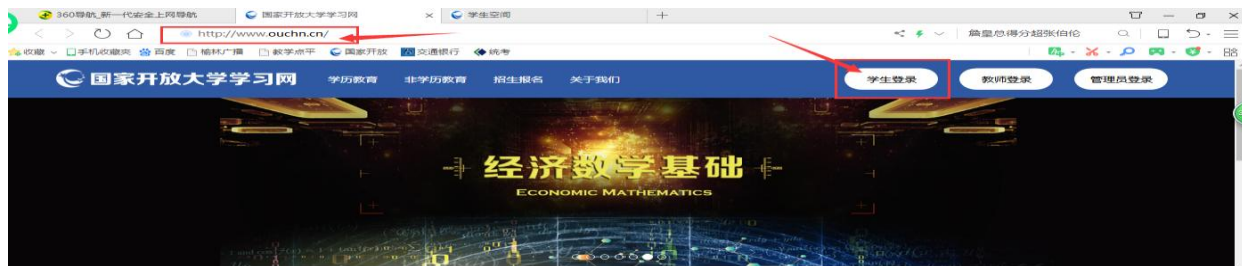 360导航_新一代安全上网导航 国家开放大学学习网 × 学生空间 +
http://www.ouchn.cn/ 詹皇总得分超张伯伦
收藏 手机收藏夹 百度 榆林广播 教学点平 国家开放 交通银行 统考
国家开放大学学习网 学历教育 非学历教育 招生报名 关于我们 学生登录 教师登录 管理员登录
经济数学基础
ECONOMIC MATHEMATICS